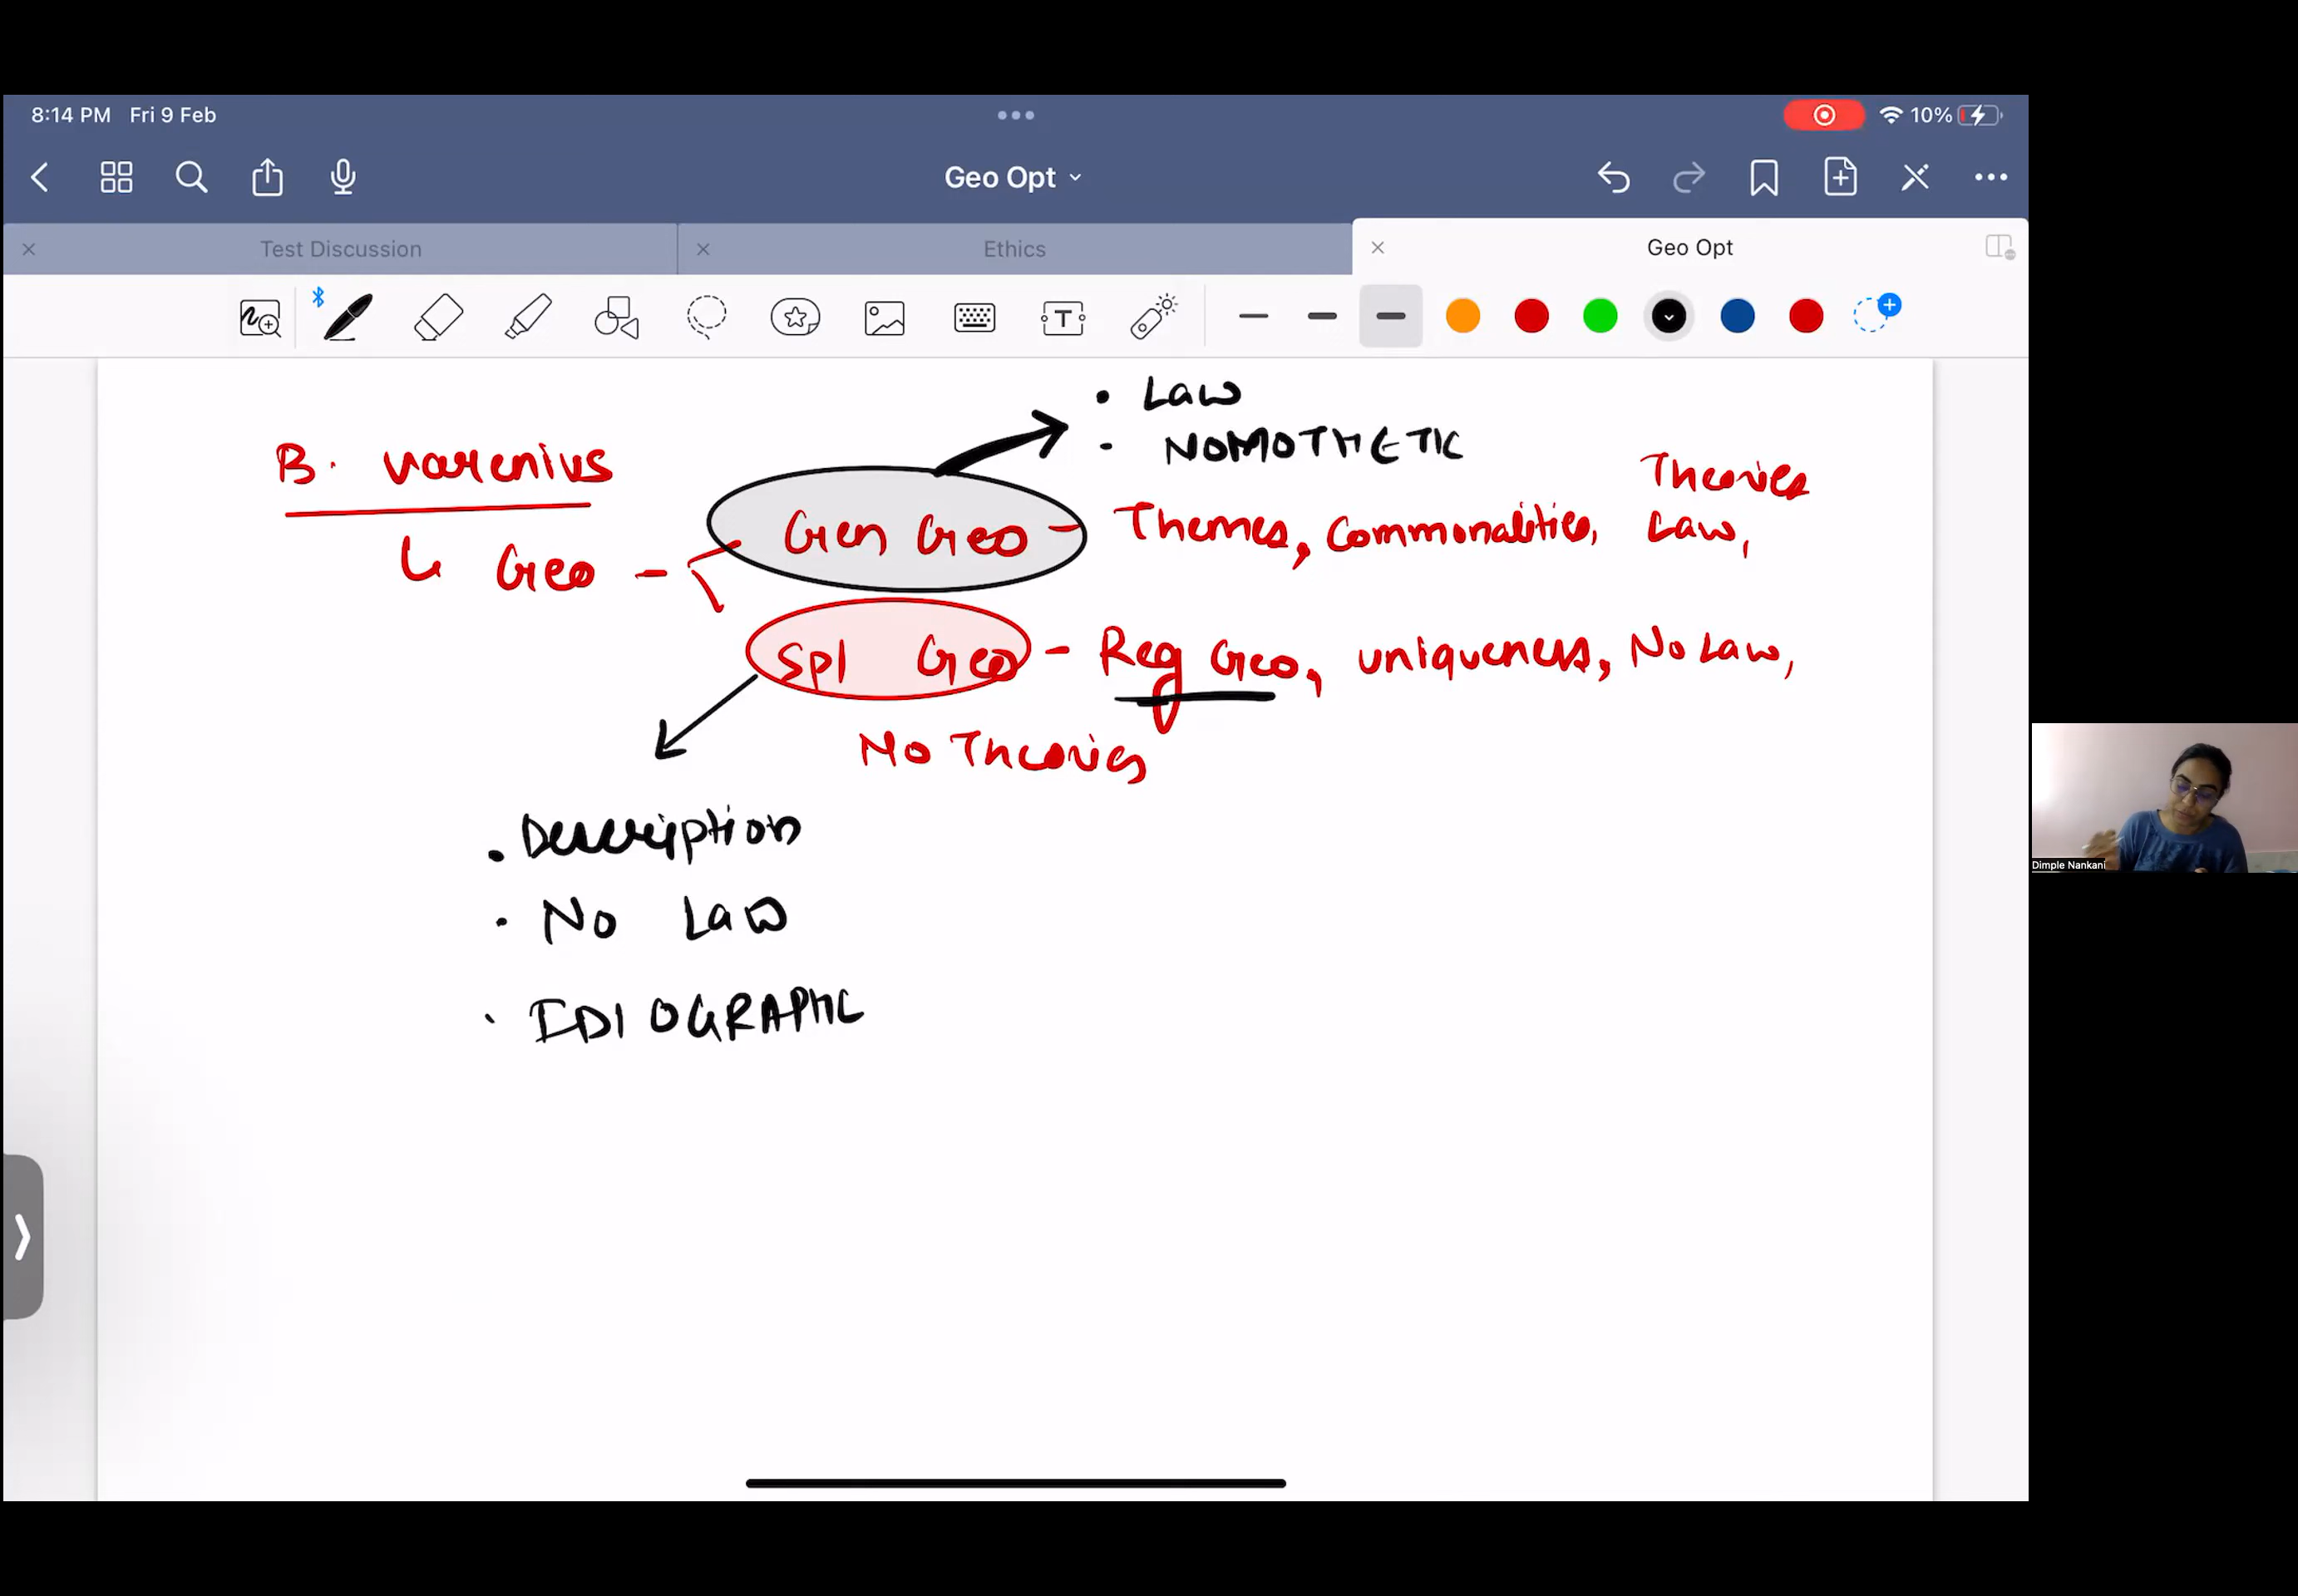 8:14 PM Fri 9 Feb
10%
Geo Opt
Test Discussion
Ethics
Geo Opt
• Law
- NOMOTHETIC
B. Varenius
Theories
Gen Geo - Themes, Commonalities, Law,
↳ Geo -
Spl Geo - Reg Geo, uniqueness, No Law,
No Theories
• Description
• No Law
• IDIOGRAPHIC
Dimple Nankani